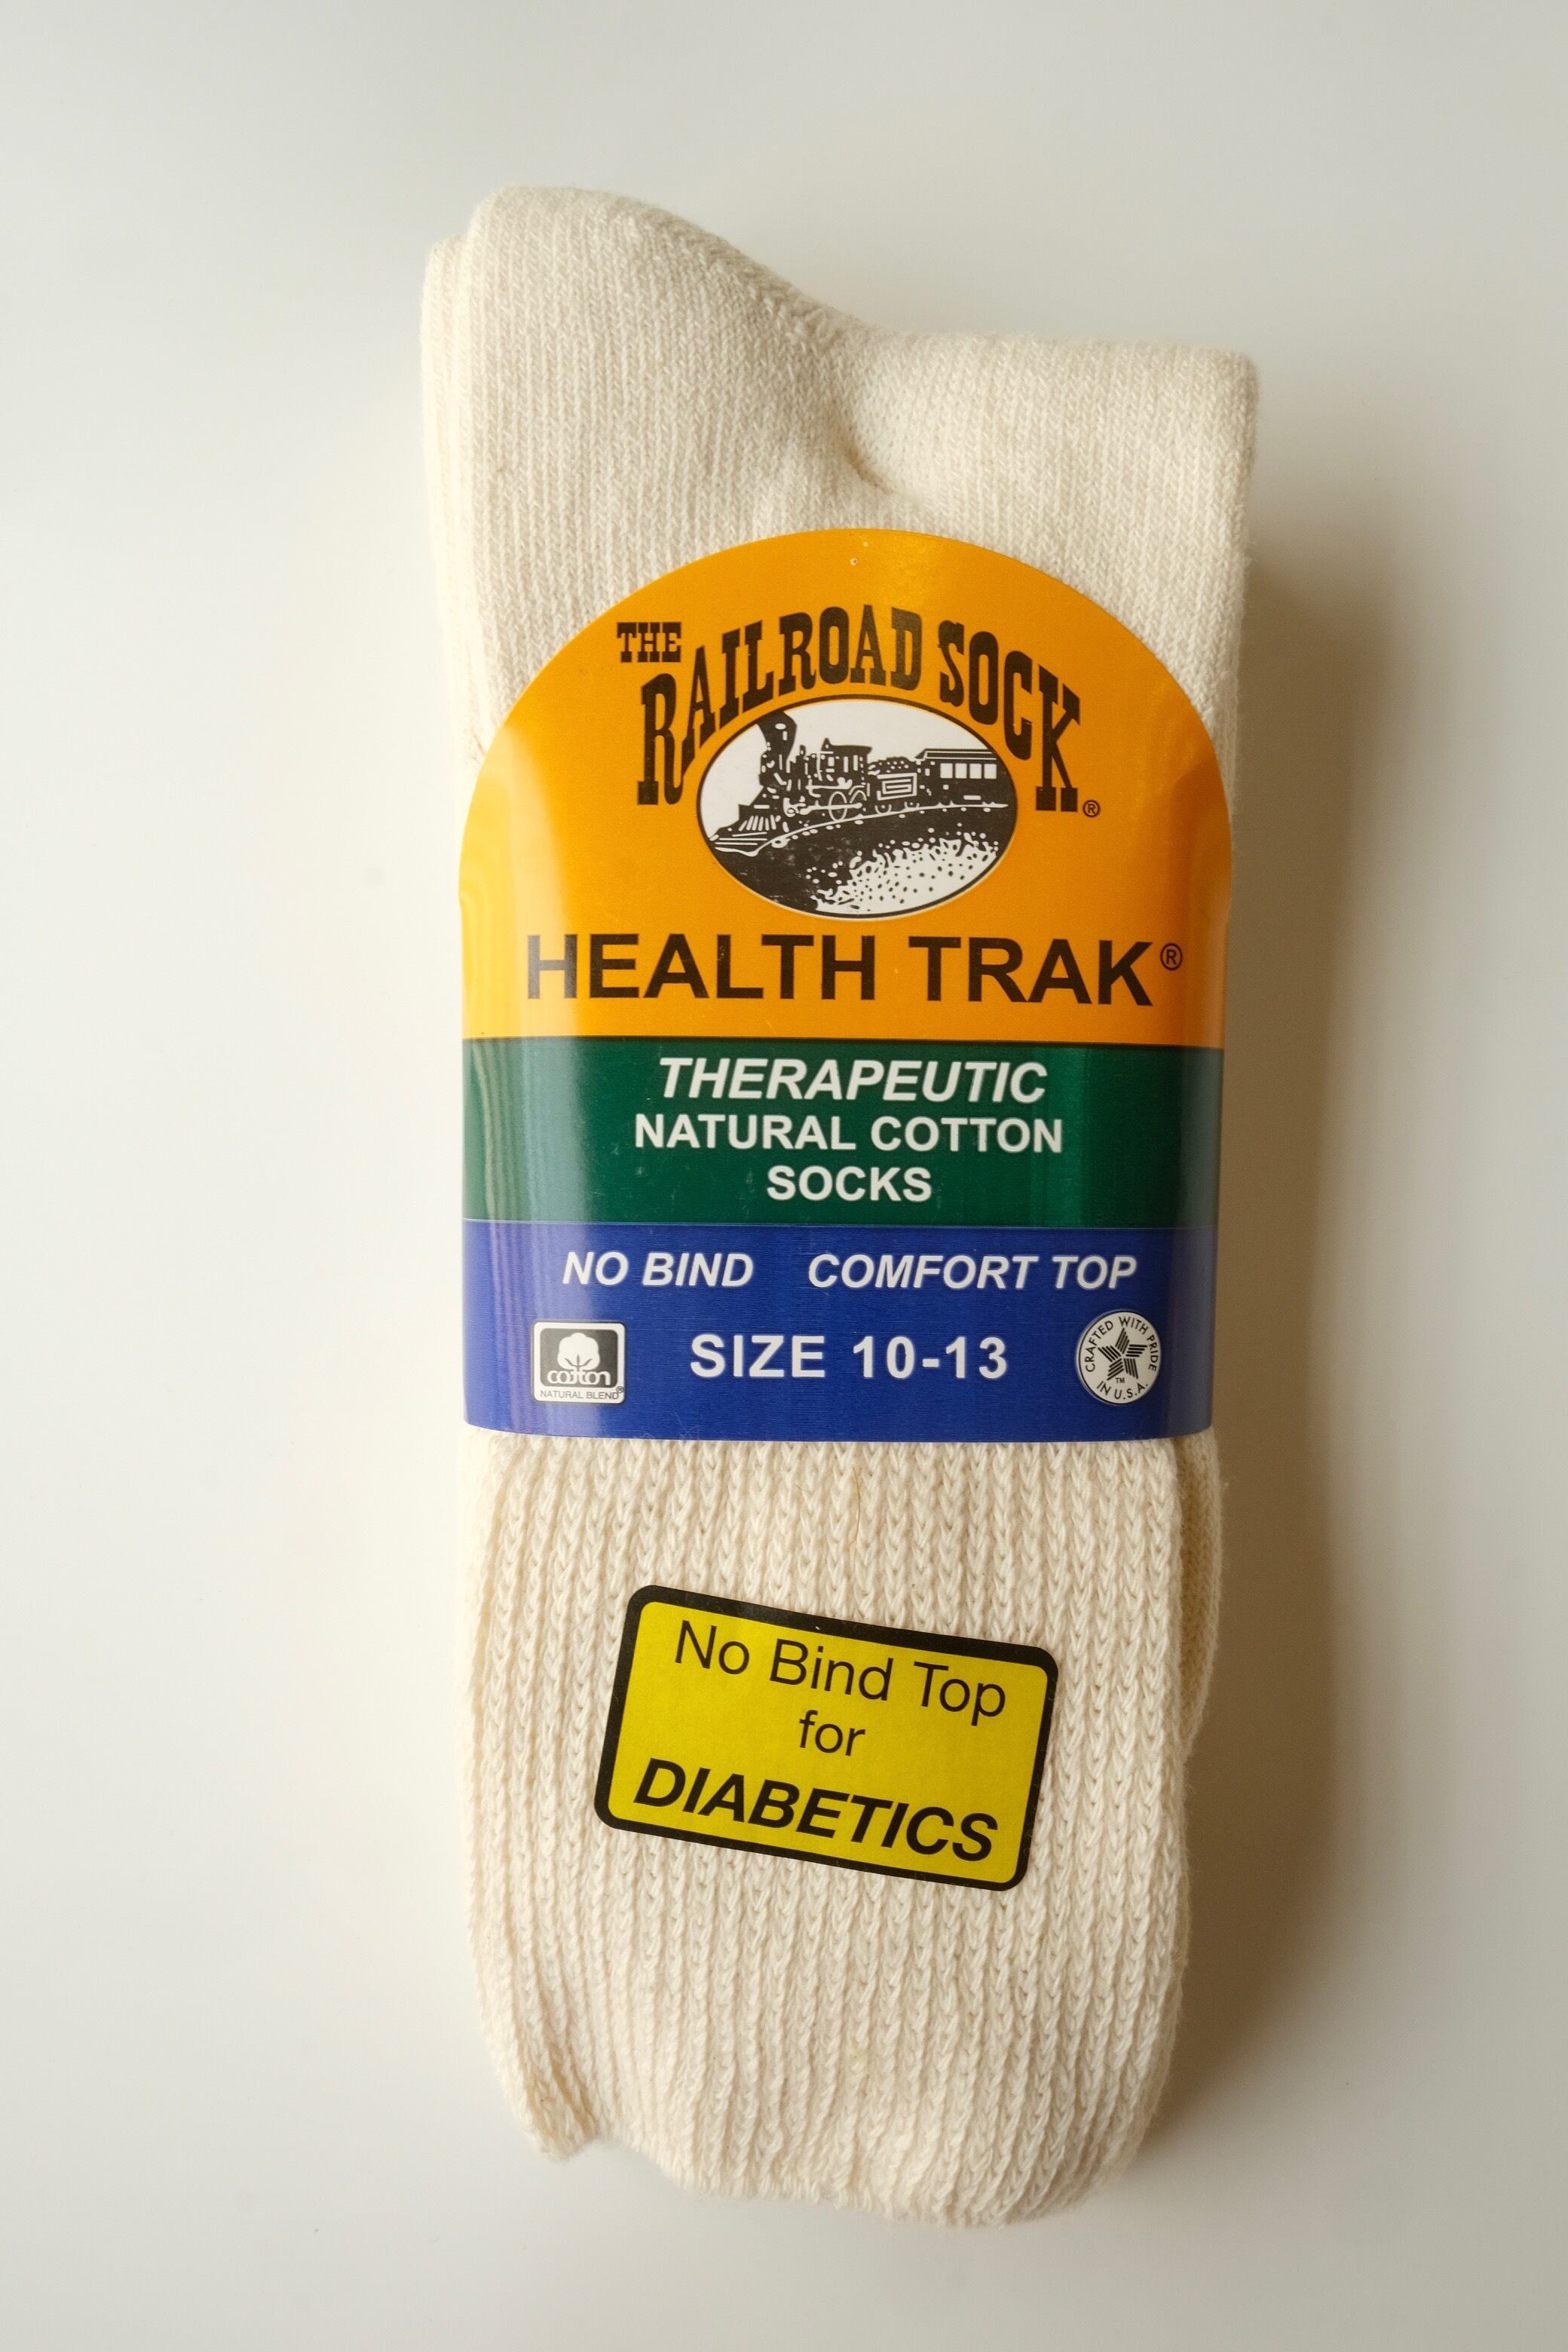 THE
RAILROAD SOCK®
HEALTH TRAK®
THERAPEUTIC
NATURAL COTTON
SOCKS
NO BIND COMFORT TOP
cotton
NATURAL BLEND®
SIZE 10-13
CRAFTED WITH PRIDE
IN U.S.A.
TM
No Bind Top
for
DIABETICS